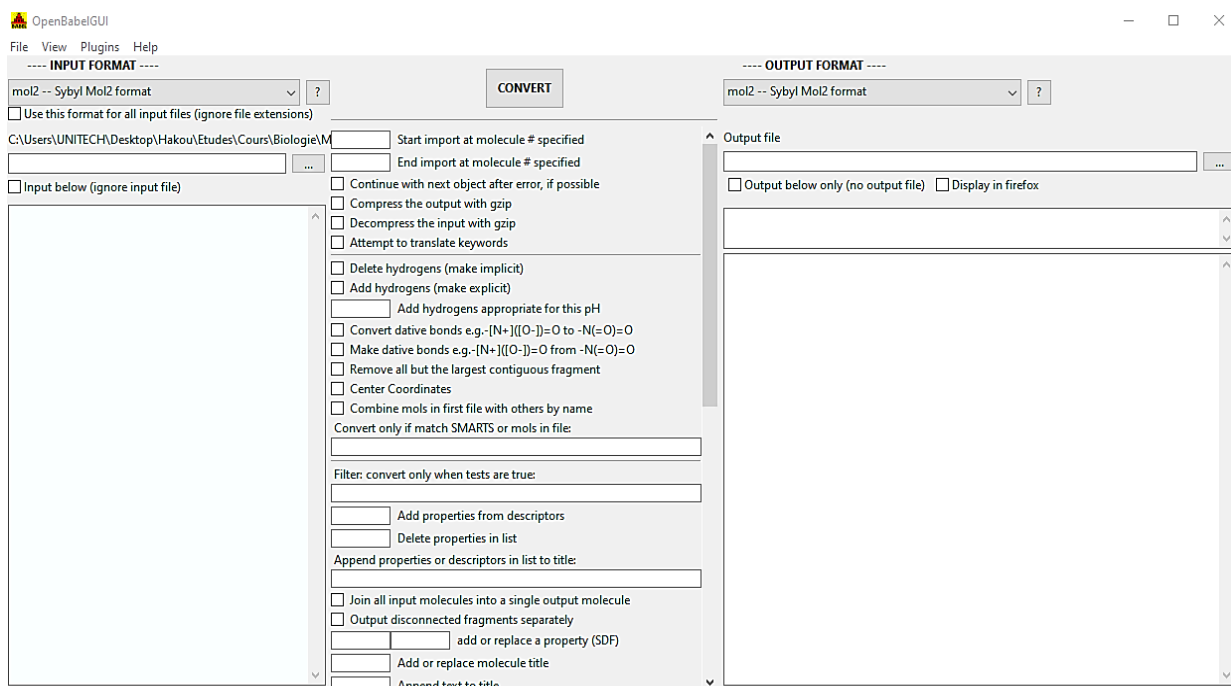 OpenBabelGUI
File View Plugins Help
---- INPUT FORMAT ----
mol2 -- Sybyl Mol2 format
?
Use this format for all input files (ignore file extensions)
C:\Users\UNITECH\Desktop\Hakou\Etudes\Cours\Biologie\M
...
Input below (ignore input file)
CONVERT
Start import at molecule # specified
End import at molecule # specified
Continue with next object after error, if possible
Compress the output with gzip
Decompress the input with gzip
Attempt to translate keywords
Delete hydrogens (make implicit)
Add hydrogens (make explicit)
Add hydrogens appropriate for this pH
Convert dative bonds e.g.-[N+]([O-])=O to -N(=O)=O
Make dative bonds e.g.-[N+]([O-])=O from -N(=O)=O
Remove all but the largest contiguous fragment
Center Coordinates
Combine mols in first file with others by name
Convert only if match SMARTS or mols in file:
Filter: convert only when tests are true:
Add properties from descriptors
Delete properties in list
Append properties or descriptors in list to title:
Join all input molecules into a single output molecule
Output disconnected fragments separately
add or replace a property (SDF)
Add or replace molecule title
Append text to title
---- OUTPUT FORMAT ----
mol2 -- Sybyl Mol2 format
?
Output file
...
Output below only (no output file) Display in firefox